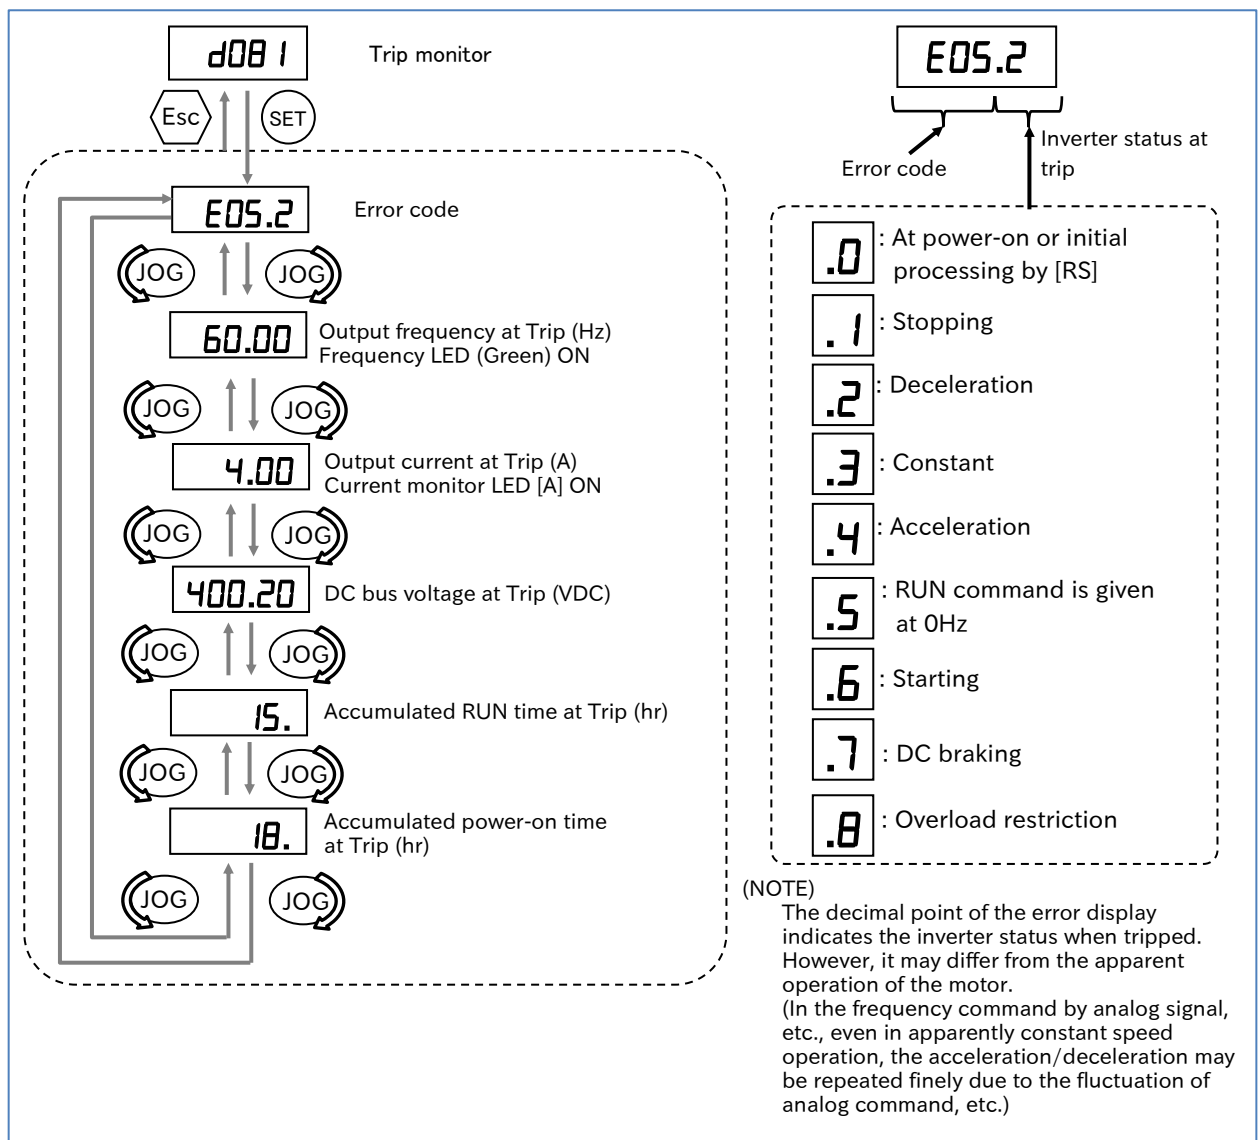 d081
Trip monitor
Esc
SET
E05.2
Error code
JOG
JOG
60.00
Output frequency at Trip (Hz)
Frequency LED (Green) ON
JOG
JOG
4.00
Output current at Trip (A)
Current monitor LED [A] ON
JOG
JOG
400.20
DC bus voltage at Trip (VDC)
JOG
JOG
15.
Accumulated RUN time at Trip (hr)
JOG
JOG
18.
Accumulated power-on time
at Trip (hr)
JOG
JOG
E05.2
Error code
Inverter status at
trip
.0 : At power-on or initial
processing by [RS]
.1 : Stopping
.2 : Deceleration
.3 : Constant
.4 : Acceleration
.5 : RUN command is given
at 0Hz
.6 : Starting
.7 : DC braking
.8 : Overload restriction
(NOTE)
The decimal point of the error display
indicates the inverter status when tripped.
However, it may differ from the apparent
operation of the motor.
(In the frequency command by analog signal,
etc., even in apparently constant speed
operation, the acceleration/deceleration may
be repeated finely due to the fluctuation of
analog command, etc.)